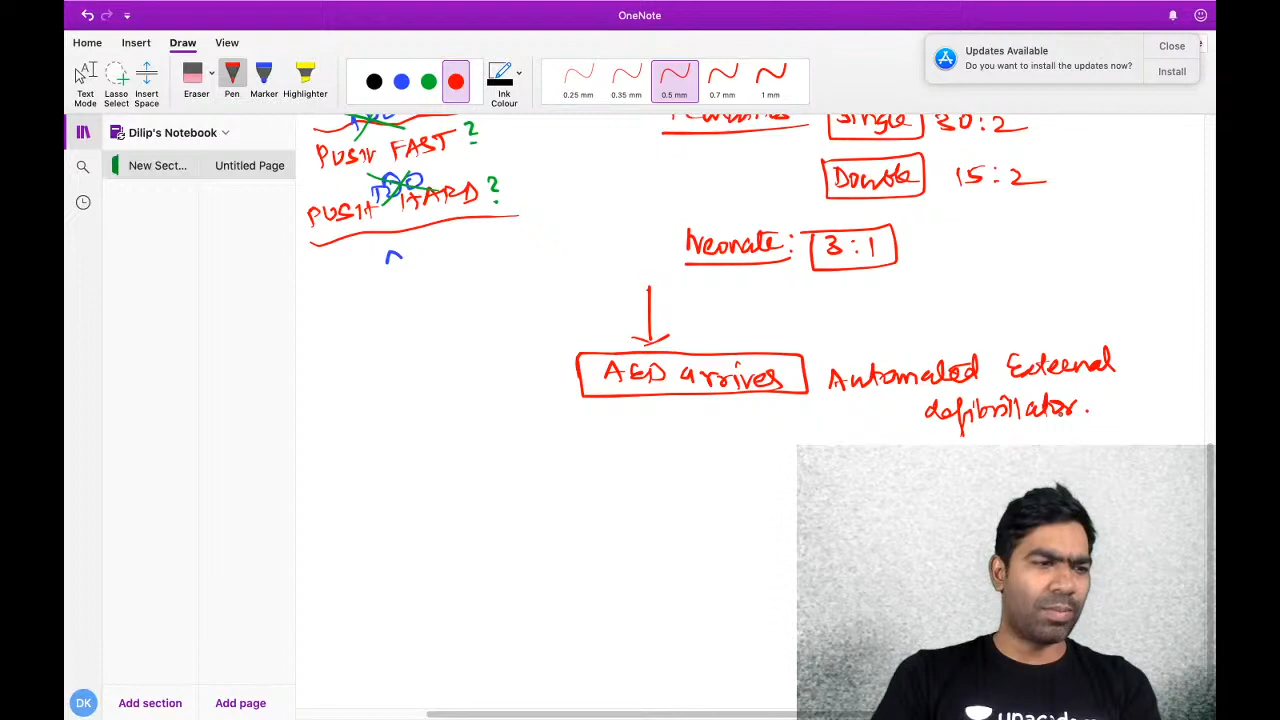 OneNote
Home Insert Draw View
Updates Available
Do you want to install the updates now?
Close
Install
Text Mode
Lasso Select
Insert Space
Eraser
Pen
Marker
Highlighter
Ink Colour
0.25 mm
0.35 mm
0.5 mm
0.7 mm
1 mm
Dilip's Notebook
New Sect...
Untitled Page
Single 30:2
PUSH FAST ?
Double 15:2
PUSH HARD ?
Neonate: 3:1
AED arrives Automated External
defibrillator.
DK
Add section
Add page